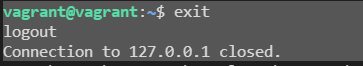 vagrant@vagrant:~$ exit
logout
Connection to 127.0.0.1 closed.